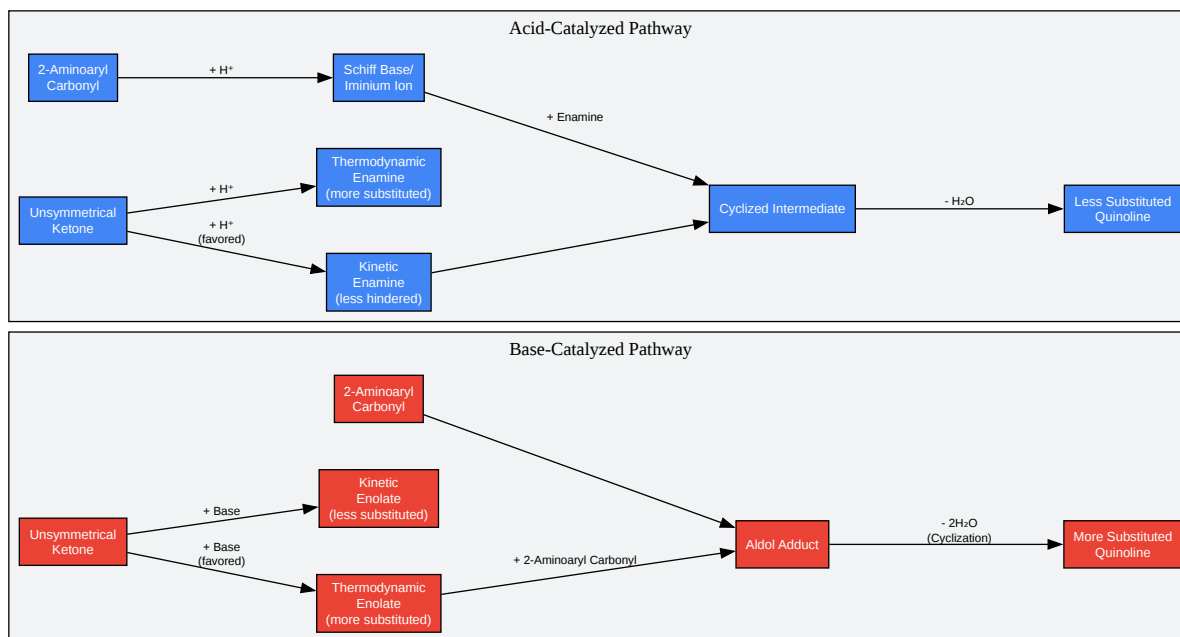 Acid-Catalyzed Pathway
2-Aminoaryl
Carbonyl
+ H⁺
Schiff Base/
Iminium Ion
+ Enamine
Thermodynamic
Enamine
(more substituted)
+ H⁺
Unsymmetrical
Ketone
+ H⁺
(favored)
Kinetic
Enamine
(less hindered)
Cyclized Intermediate
- H₂O
Less Substituted
Quinoline
Base-Catalyzed Pathway
2-Aminoaryl
Carbonyl
Kinetic
Enolate
(less substituted)
+ Base
Unsymmetrical
Ketone
+ Base
(favored)
Thermodynamic
Enolate
(more substituted)
+ 2-Aminoaryl Carbonyl
Aldol Adduct
- 2H₂O
(Cyclization)
More Substituted
Quinoline